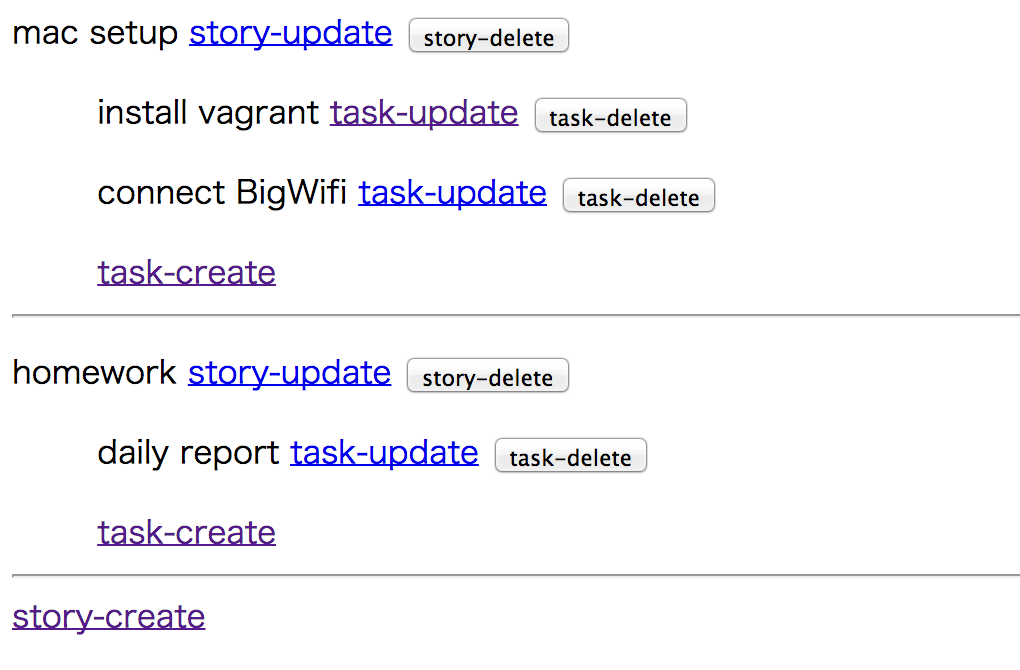 mac setup story-update story-delete
install vagrant task-update task-delete
connect BigWifi task-update task-delete
task-create
homework story-update story-delete
daily report task-update task-delete
task-create
story-create